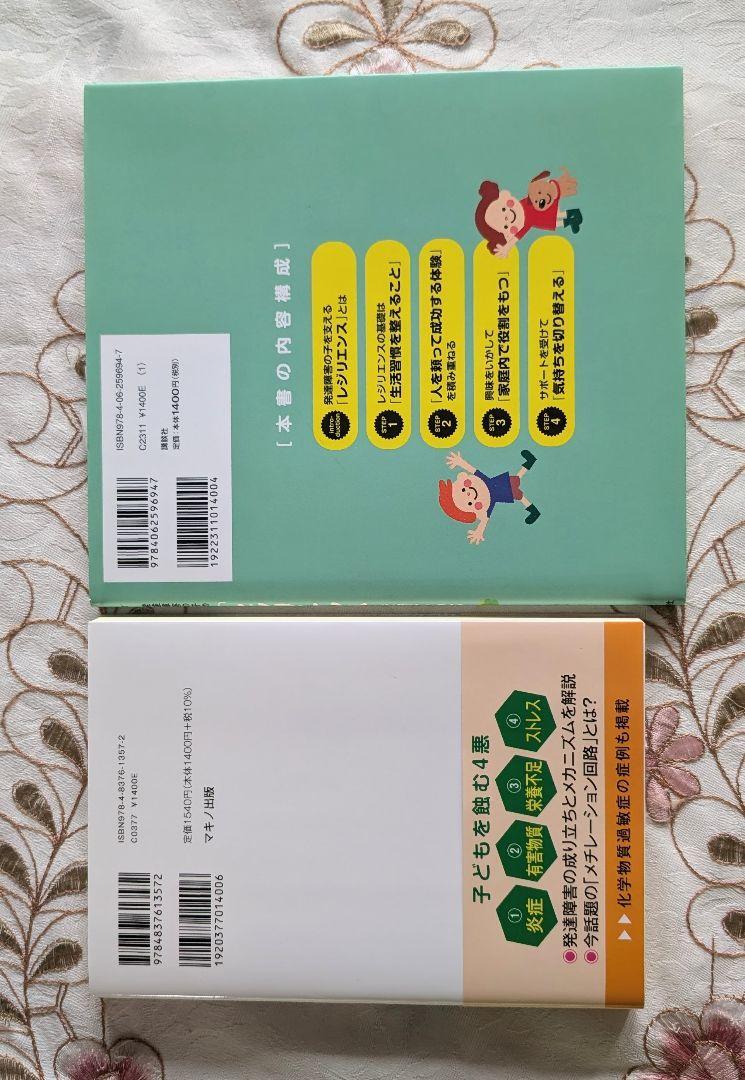 ISBN978-4-06-259694-7
C2311 ¥1400E (1)
講談社
定価：本体1400円(税別)
9784062596947
1922311014004
[本書の内容構成]
intro-
duction
発達障害の子を支える
「レジリエンス」とは
STEP
1
レジリエンスの基礎は
「生活習慣を整えること」
STEP
2
「人を頼って成功する体験」
を積み重ねる
STEP
3
興味をいかして
「家庭内で役割をもつ」
STEP
4
サポートを受けて
「気持ちを切り替える」
ISBN978-4-8376-1357-2
C0377 ¥1400E
定価1540円(本体1400円＋税10%)
マキノ出版
9784837613572
1920377014006
子どもを蝕む4悪
①
炎症
②
有害物質
③
栄養不足
④
ストレス
◉発達障害の成り立ちとメカニズムを解説
◉今話題の「メチレーション回路」とは?
▶▶化学物質過敏症の症例も掲載